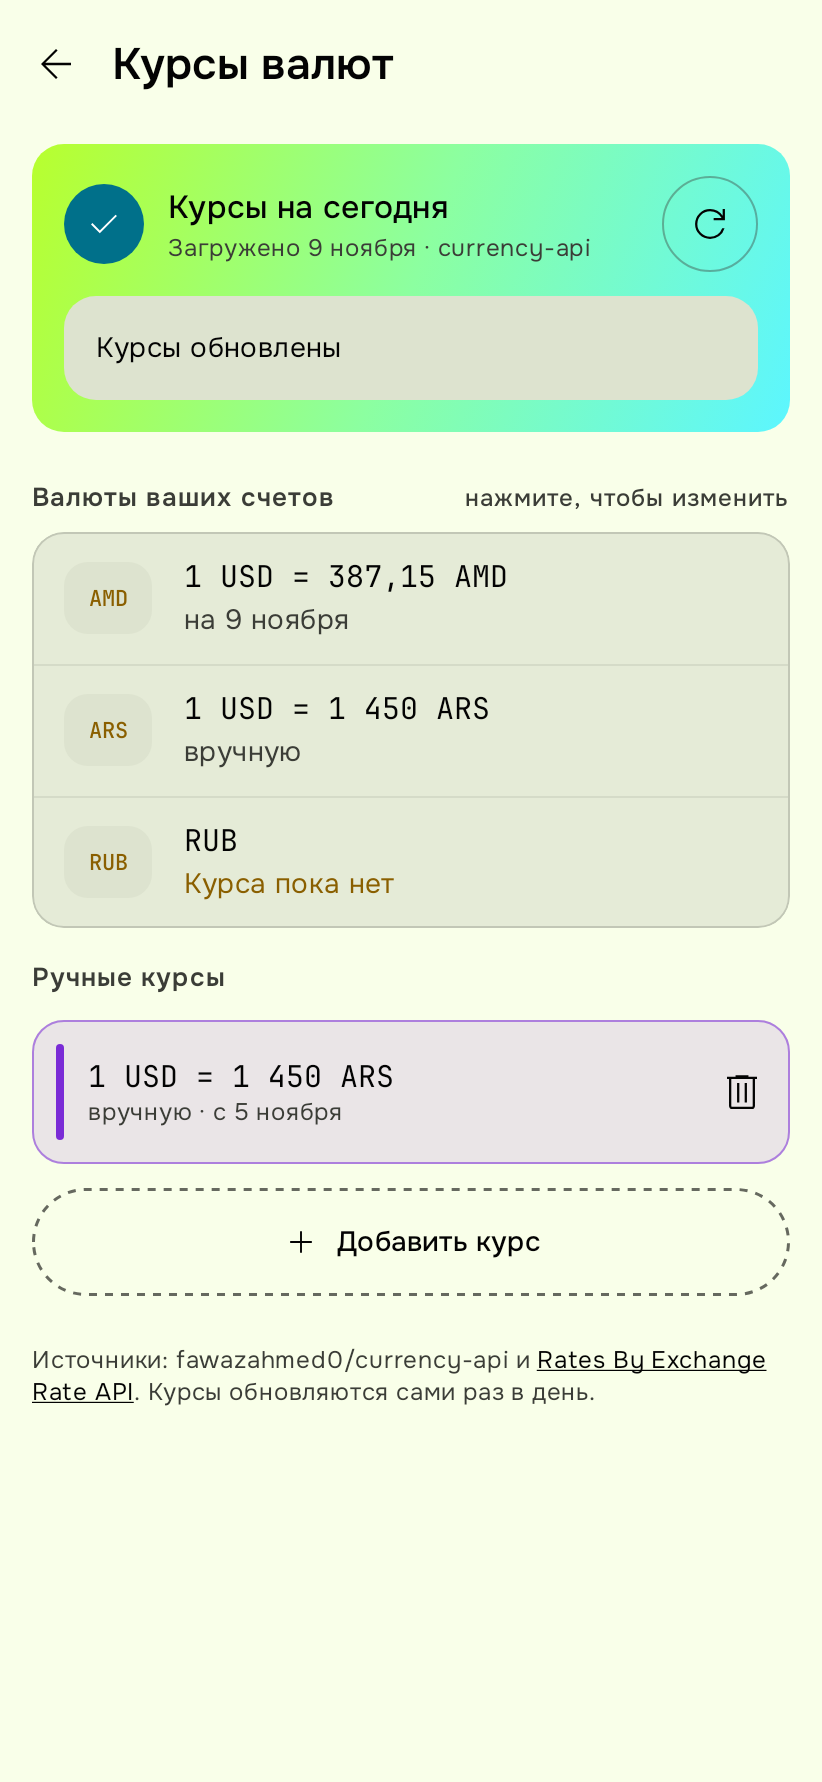 Курсы валют
Курсы на сегодня
Загружено 9 ноября · currency-api
Курсы обновлены
Валюты ваших счетов
нажмите, чтобы изменить
AMD
1 USD = 387,15 AMD
на 9 ноября
ARS
1 USD = 1 450 ARS
вручную
RUB
RUB
Курса пока нет
Ручные курсы
1 USD = 1 450 ARS
вручную · с 5 ноября
Добавить курс
Источники: fawazahmed0/currency-api и Rates By Exchange
Rate API. Курсы обновляются сами раз в день.